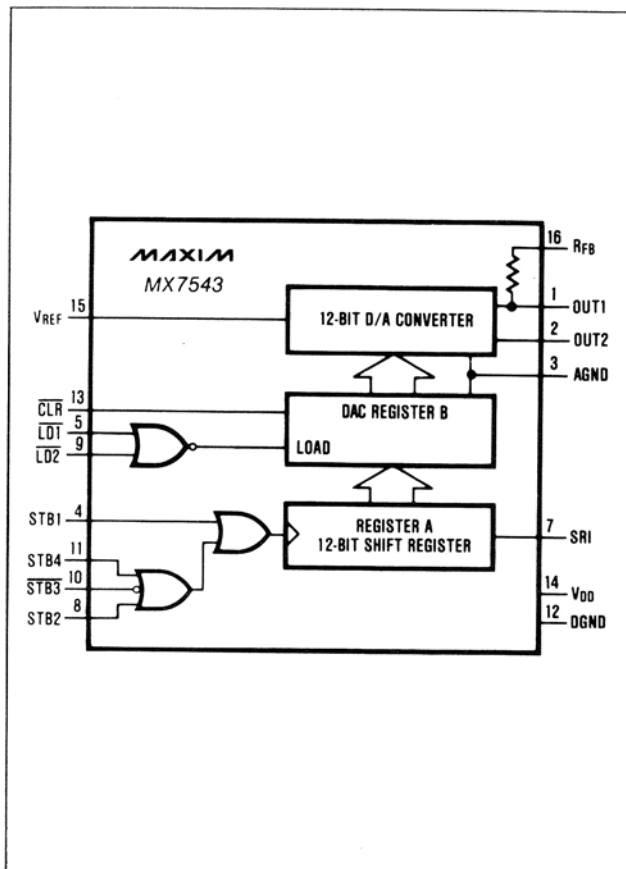 MAXIM
MX7543
12-BIT D/A CONVERTER
DAC REGISTER B
LOAD
REGISTER A
12-BIT SHIFT REGISTER
VREF 15
CLR 13
LD1 5
LD2 9
STB1 4
STB4 11
STB3 10
STB2 8
16 RFB
1 OUT1
2 OUT2
3 AGND
7 SRI
14 VDD
12 DGND